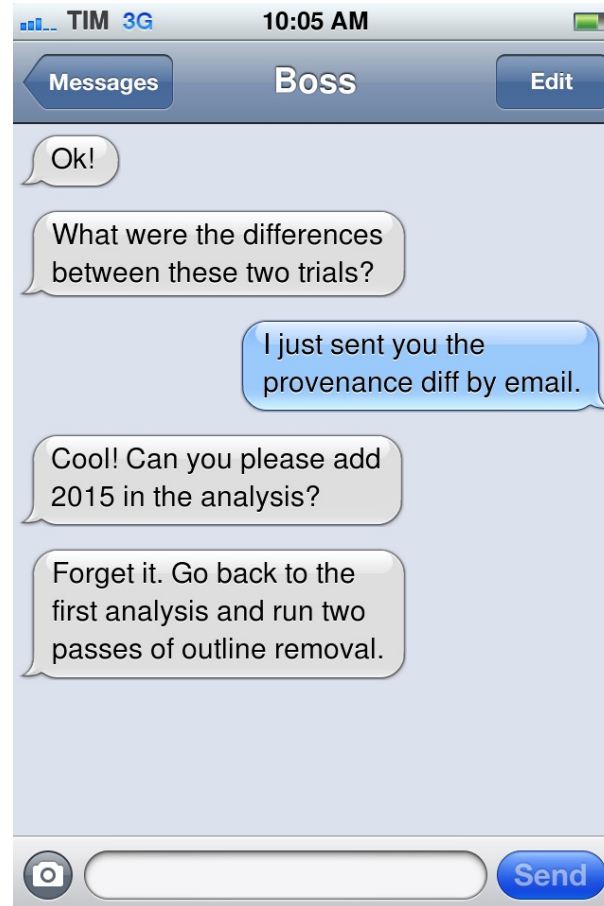 TIM 3G 10:05 AM
Messages Boss Edit
Ok!
What were the differences
between these two trials?
I just sent you the
provenance diff by email.
Cool! Can you please add
2015 in the analysis?
Forget it. Go back to the
first analysis and run two
passes of outline removal.
Send